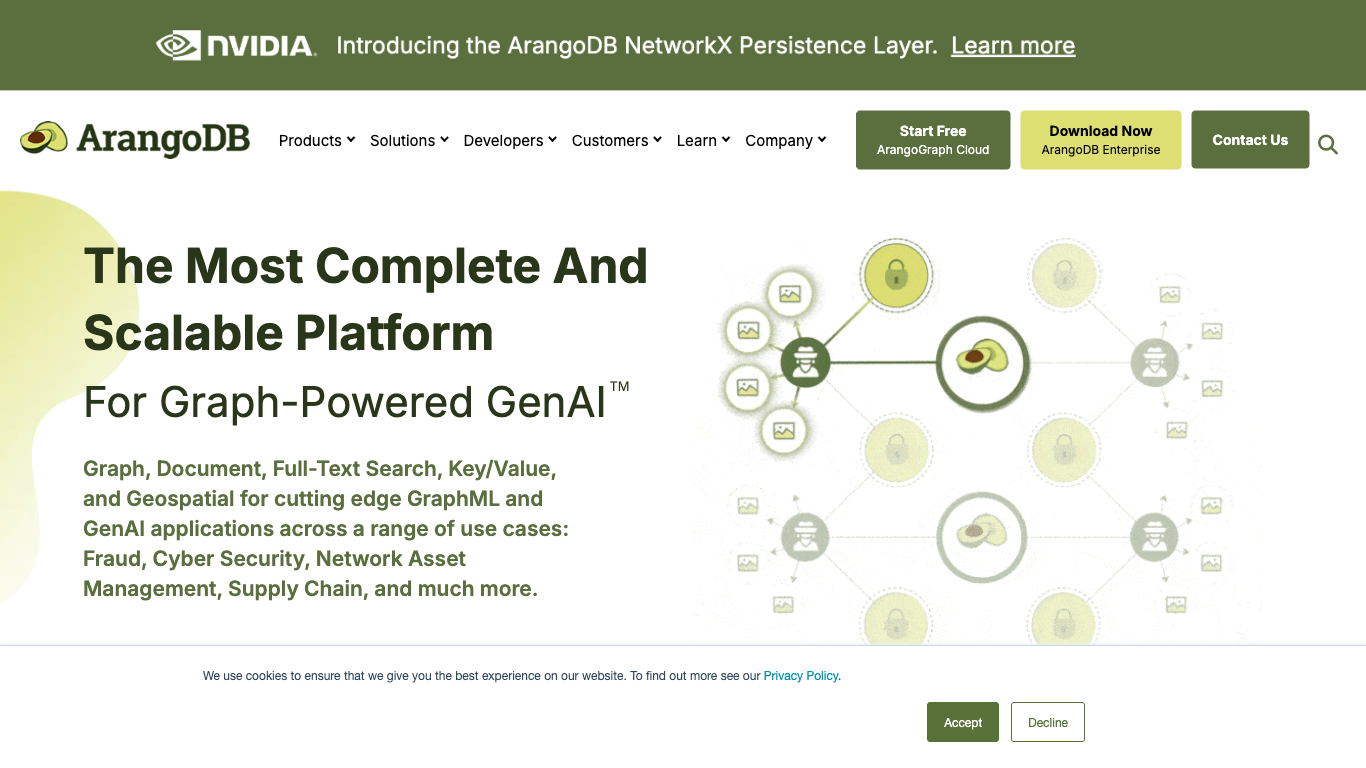 NVIDIA. Introducing the ArangoDB NetworkX Persistence Layer. Learn more
ArangoDB
Products Solutions Developers Customers Learn Company
Start Free
ArangoGraph Cloud
Download Now
ArangoDB Enterprise
Contact Us
The Most Complete And
Scalable Platform
For Graph-Powered GenAI™
Graph, Document, Full-Text Search, Key/Value,
and Geospatial for cutting edge GraphML and
GenAI applications across a range of use cases:
Fraud, Cyber Security, Network Asset
Management, Supply Chain, and much more.
We use cookies to ensure that we give you the best experience on our website. To find out more see our Privacy Policy.
Accept Decline